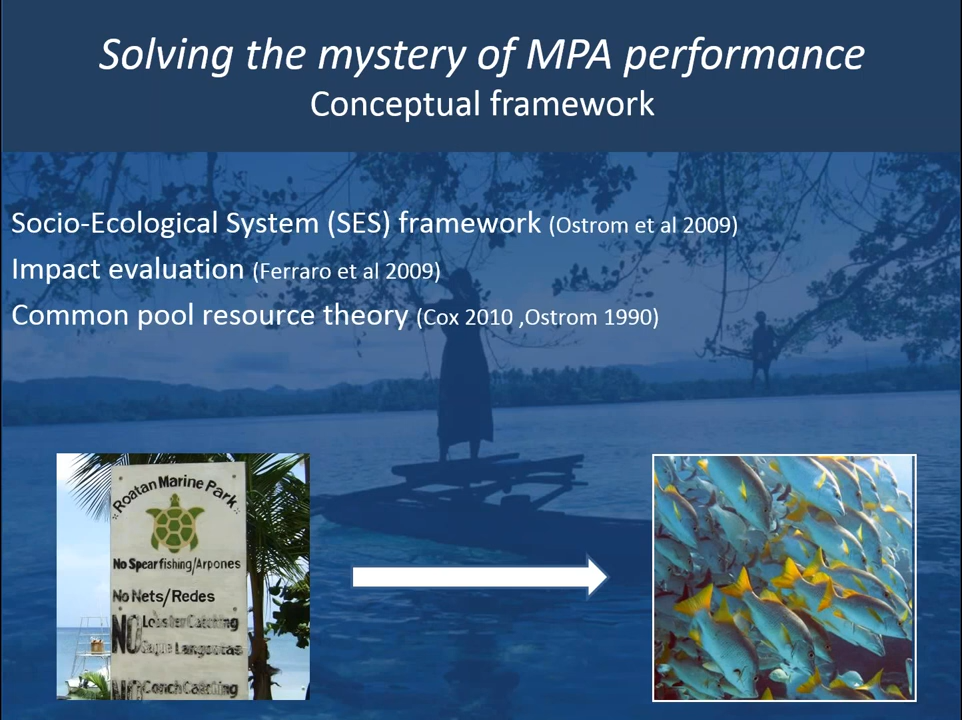 Solving the mystery of MPA performance
Conceptual framework
Socio-Ecological System (SES) framework (Ostrom et al 2009)
Impact evaluation (Ferraro et al 2009)
Common pool resource theory (Cox 2010 ,Ostrom 1990)
Roatan Marine Park
No Spearfishing/Arpones
No Nets/Redes
NO Lobster Catching
Langostas
NO Conch Catching